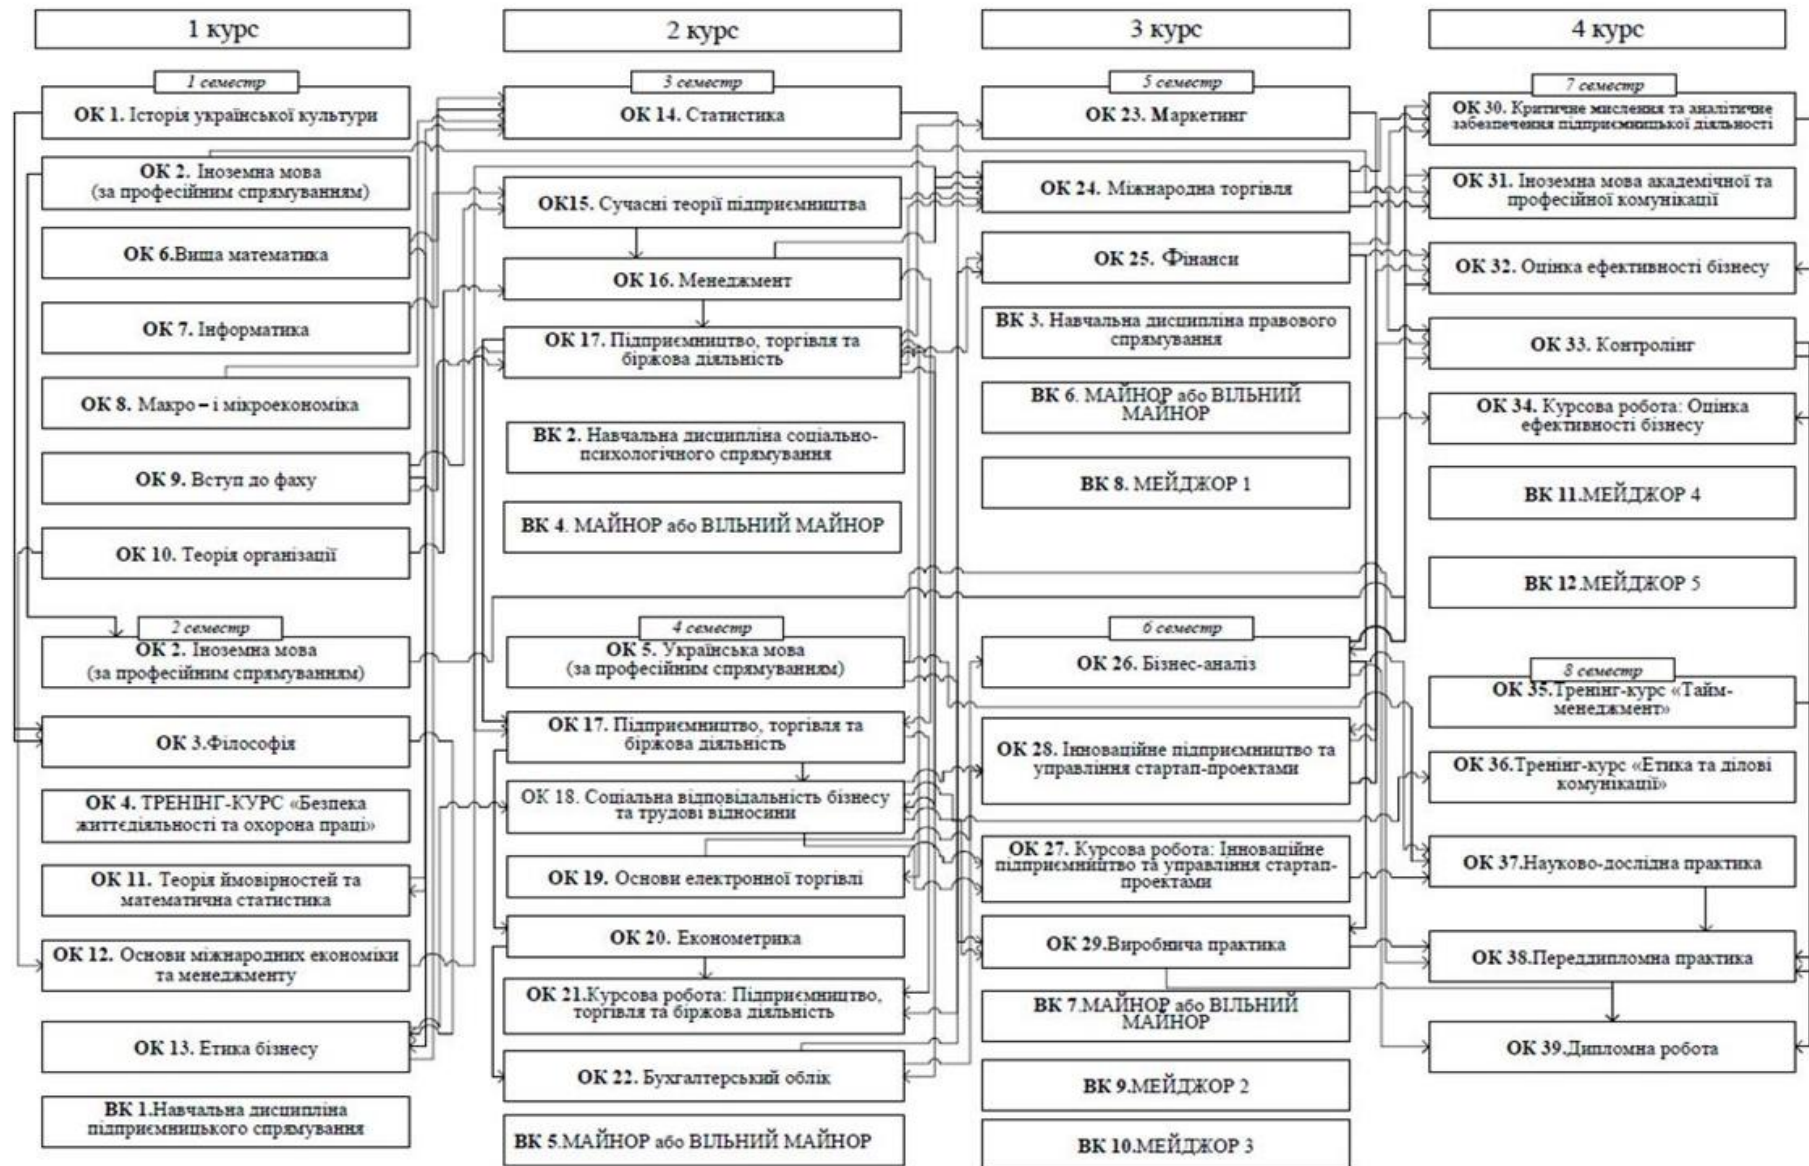 1 курс
1 семестр
ОК 1. Історія української культури
ОК 2. Іноземна мова
(за професійним спрямуванням)
ОК 6.Вища математика
ОК 7. Інформатика
ОК 8. Макро – і мікроекономіка
ОК 9. Вступ до фаху
ОК 10. Теорія організації
2 семестр
ОК 2. Іноземна мова
(за професійним спрямуванням)
ОК 3.Філософія
ОК 4. ТРЕНІНГ-КУРС «Безпека
життєдіяльності та охорона праці»
ОК 11. Теорія ймовірностей та
математична статистика
ОК 12. Основи міжнародних економіки
та менеджменту
ОК 13. Етика бізнесу
ВК 1.Навчальна дисципліна
підприємницького спрямування
2 курс
3 семестр
ОК 14. Статистика
ОК15. Сучасні теорії підприємництва
ОК 16. Менеджмент
ОК 17. Підприємництво, торгівля та
біржова діяльність
ВК 2. Навчальна дисципліна соціально-
психологічного спрямування
ВК 4. МАЙНОР або ВІЛЬНИЙ МАЙНОР
4 семестр
ОК 5. Українська мова
(за професійним спрямуванням)
ОК 17. Підприємництво, торгівля та
біржова діяльність
ОК 18. Соціальна відповідальність бізнесу
та трудові відносини
ОК 19. Основи електронної торгівлі
ОК 20. Економетрика
ОК 21.Курсова робота: Підприємництво,
торгівля та біржова діяльність
ОК 22. Бухгалтерський облік
ВК 5.МАЙНОР або ВІЛЬНИЙ МАЙНОР
3 курс
5 семестр
ОК 23. Маркетинг
ОК 24. Міжнародна торгівля
ОК 25. Фінанси
ВК 3. Навчальна дисципліна правового
спрямування
ВК 6. МАЙНОР або ВІЛЬНИЙ
МАЙНОР
ВК 8. МЕЙДЖОР 1
6 семестр
ОК 26. Бізнес-аналіз
ОК 28. Інноваційне підприємництво та
управління стартап-проектами
ОК 27. Курсова робота: Інноваційне
підприємництво та управління стартап-
проектами
ОК 29.Виробнича практика
ВК 7.МАЙНОР або ВІЛЬНИЙ
МАЙНОР
ВК 9.МЕЙДЖОР 2
ВК 10.МЕЙДЖОР 3
4 курс
7 семестр
ОК 30. Критичне мислення та аналітичне
забезпечення підприємницької діяльності
ОК 31. Іноземна мова академічної та
професійної комунікації
ОК 32. Оцінка ефективності бізнесу
ОК 33. Контролінг
ОК 34. Курсова робота: Оцінка
ефективності бізнесу
ВК 11.МЕЙДЖОР 4
ВК 12.МЕЙДЖОР 5
8 семестр
ОК 35.Тренінг-курс «Тайм-
менеджмент»
ОК 36.Тренінг-курс «Етика та ділові
комунікації»
ОК 37.Науково-дослідна практика
ОК 38.Переддипломна практика
ОК 39.Дипломна робота